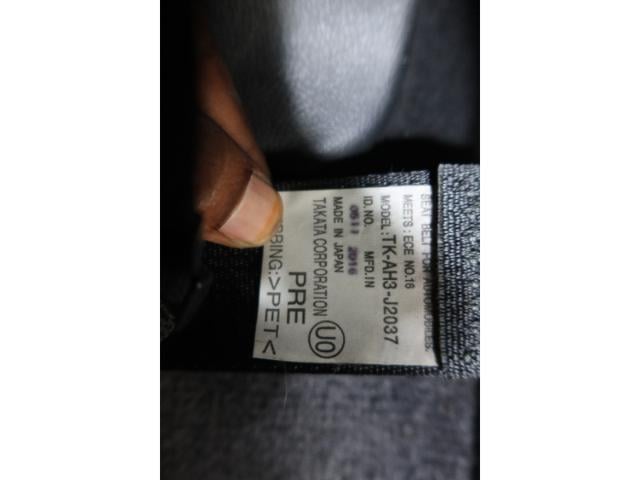 SEAT BELT FOR AUTOMOBILES.
MEETS : ECE NO.16
MODEL: TK-AH3-J2037
ID.NO. MFD.IN
0511 2016
MADE IN JAPAN
TAKATA CORPORATION
PRE U0
BBING:>PET<